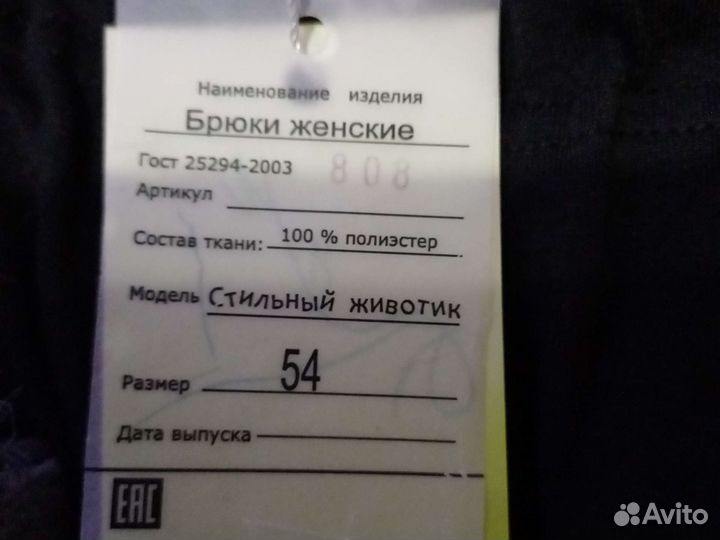 Наименование изделия
Брюки женские
Гост 25294-2003 808
Артикул
Состав ткани: 100 % полиэстер
Модель Стильный животик
Размер 54
Дата выпуска
EAC
Avito